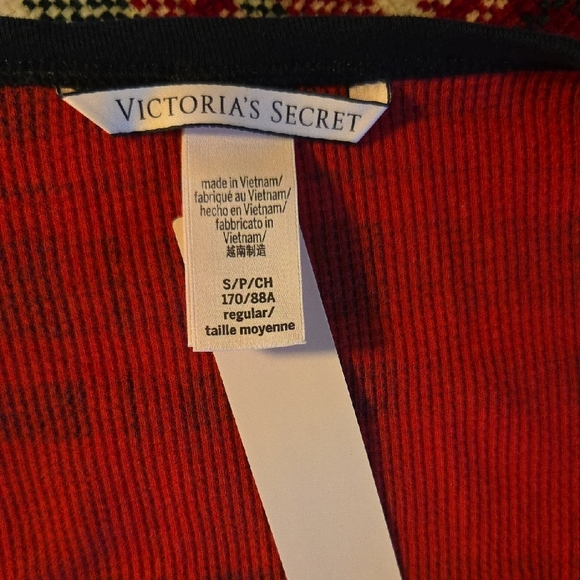 VICTORIA'S SECRET
made in Vietnam/
fabriqué au Vietnam/
hecho en Vietnam/
fabbricato in
Vietnam/
越南制造
S/P/CH
170/88A
regular/
taille moyenne